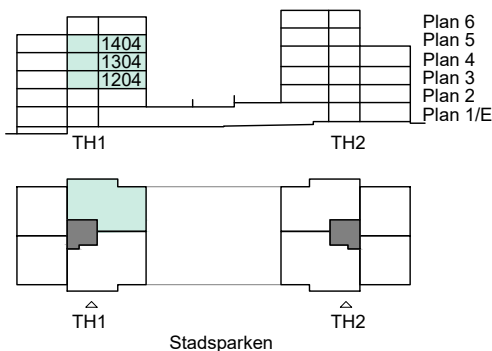 Plan 6
1404 Plan 5
1304 Plan 4
1204 Plan 3
Plan 2
Plan 1/E
TH1 TH2
TH1 TH2
Stadsparken